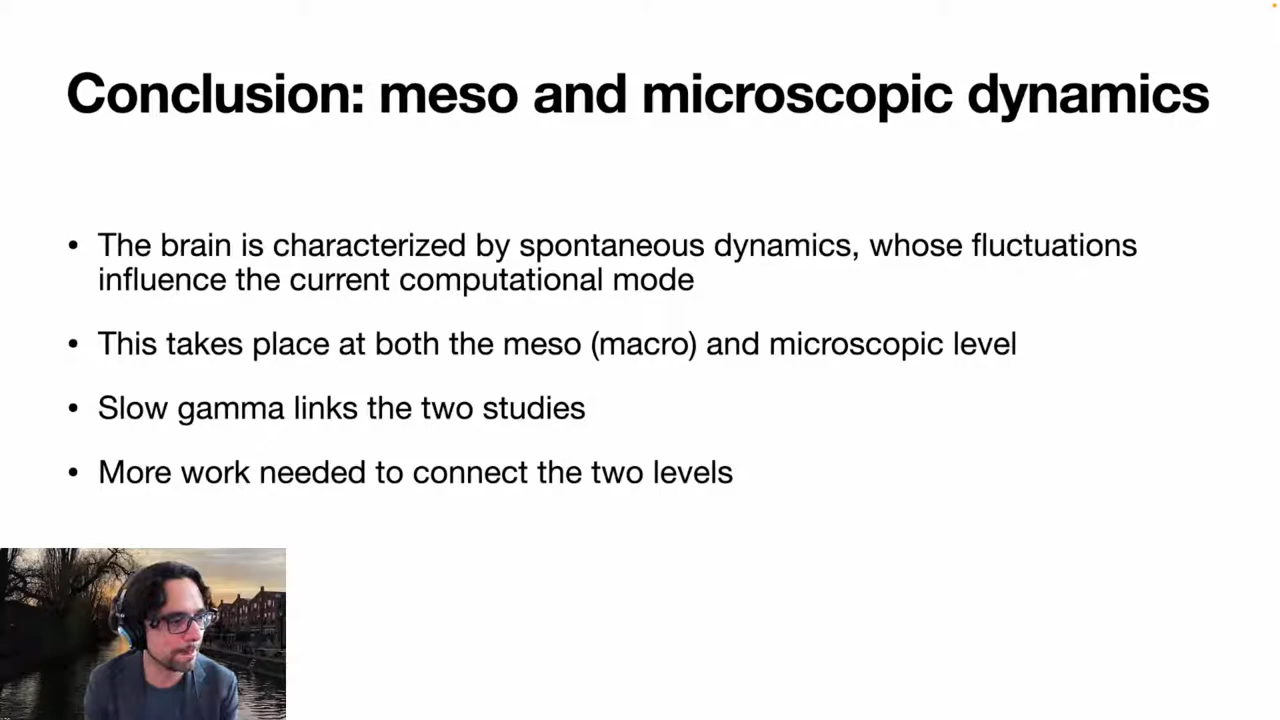 Conclusion: meso and microscopic dynamics
• The brain is characterized by spontaneous dynamics, whose fluctuations
influence the current computational mode
• This takes place at both the meso (macro) and microscopic level
• Slow gamma links the two studies
• More work needed to connect the two levels